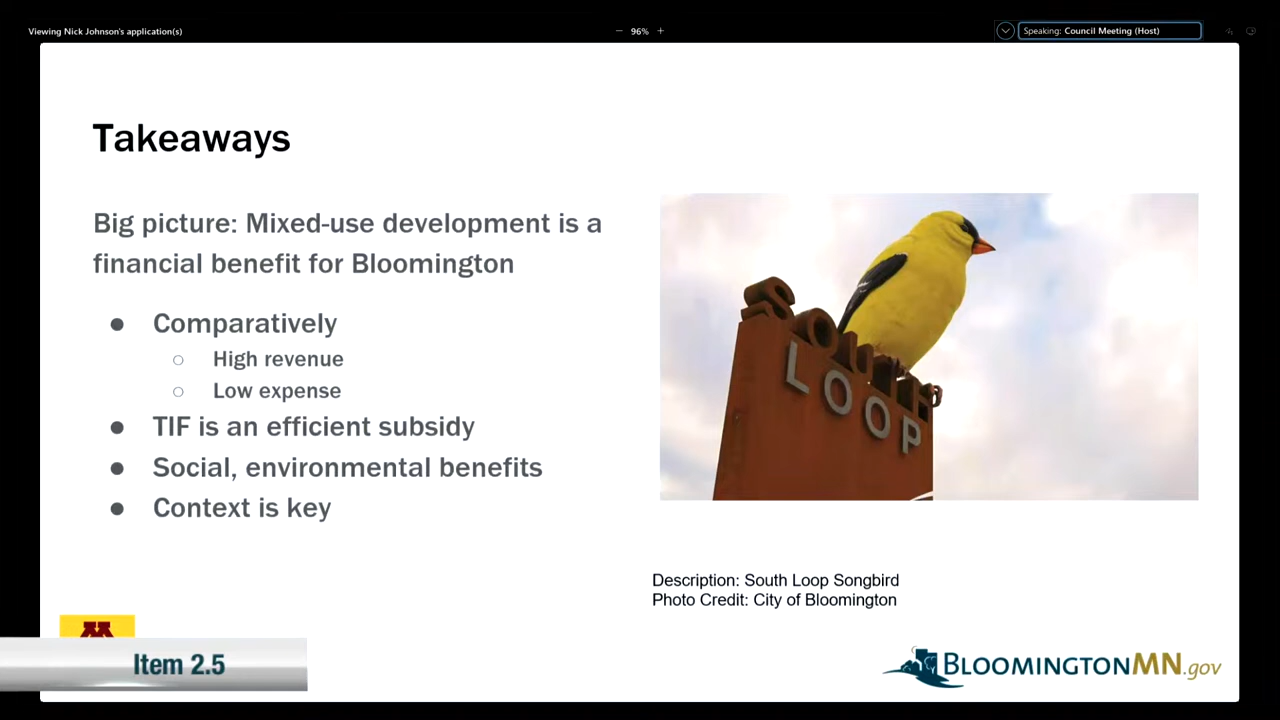 Viewing Nick Johnson's application(s)
− 96% +
Speaking: Council Meeting (Host)
Takeaways
Big picture: Mixed-use development is a
financial benefit for Bloomington
● Comparatively
○ High revenue
○ Low expense
● TIF is an efficient subsidy
● Social, environmental benefits
● Context is key
SOUTH
LOOP
Description: South Loop Songbird
Photo Credit: City of Bloomington
M
Item 2.5
BLOOMINGTONMN.gov